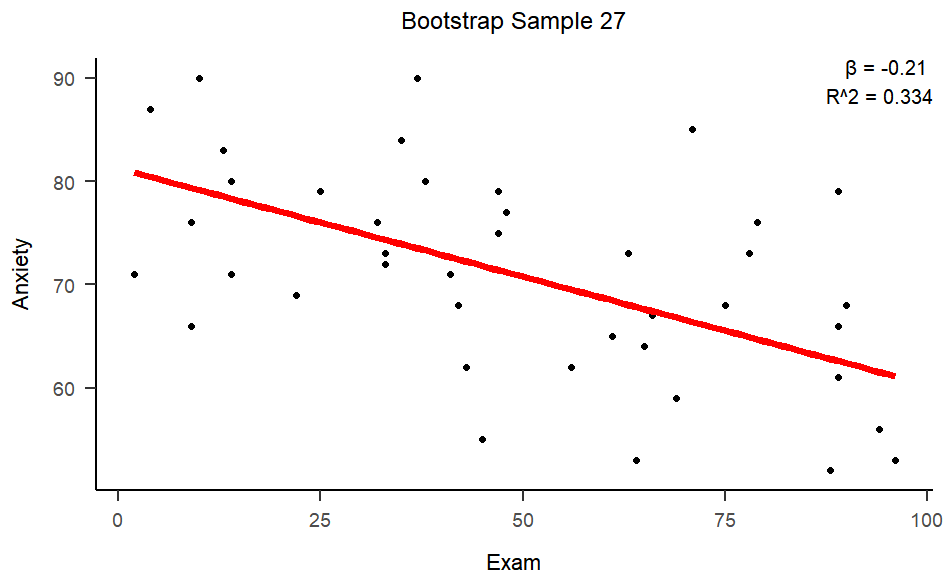 Bootstrap Sample 27
β = -0.21
R^2 = 0.334
90
80
70
60
Anxiety
0 25 50 75 100
Exam